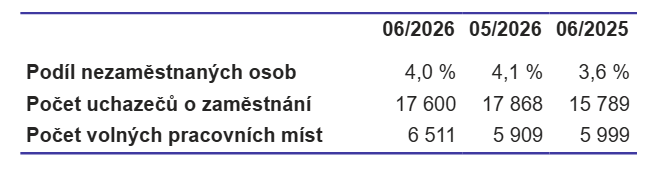 06/2026 05/2026 06/2025
Podíl nezaměstnaných osob 4,0 % 4,1 % 3,6 %
Počet uchazečů o zaměstnání 17 600 17 868 15 789
Počet volných pracovních míst 6 511 5 909 5 999